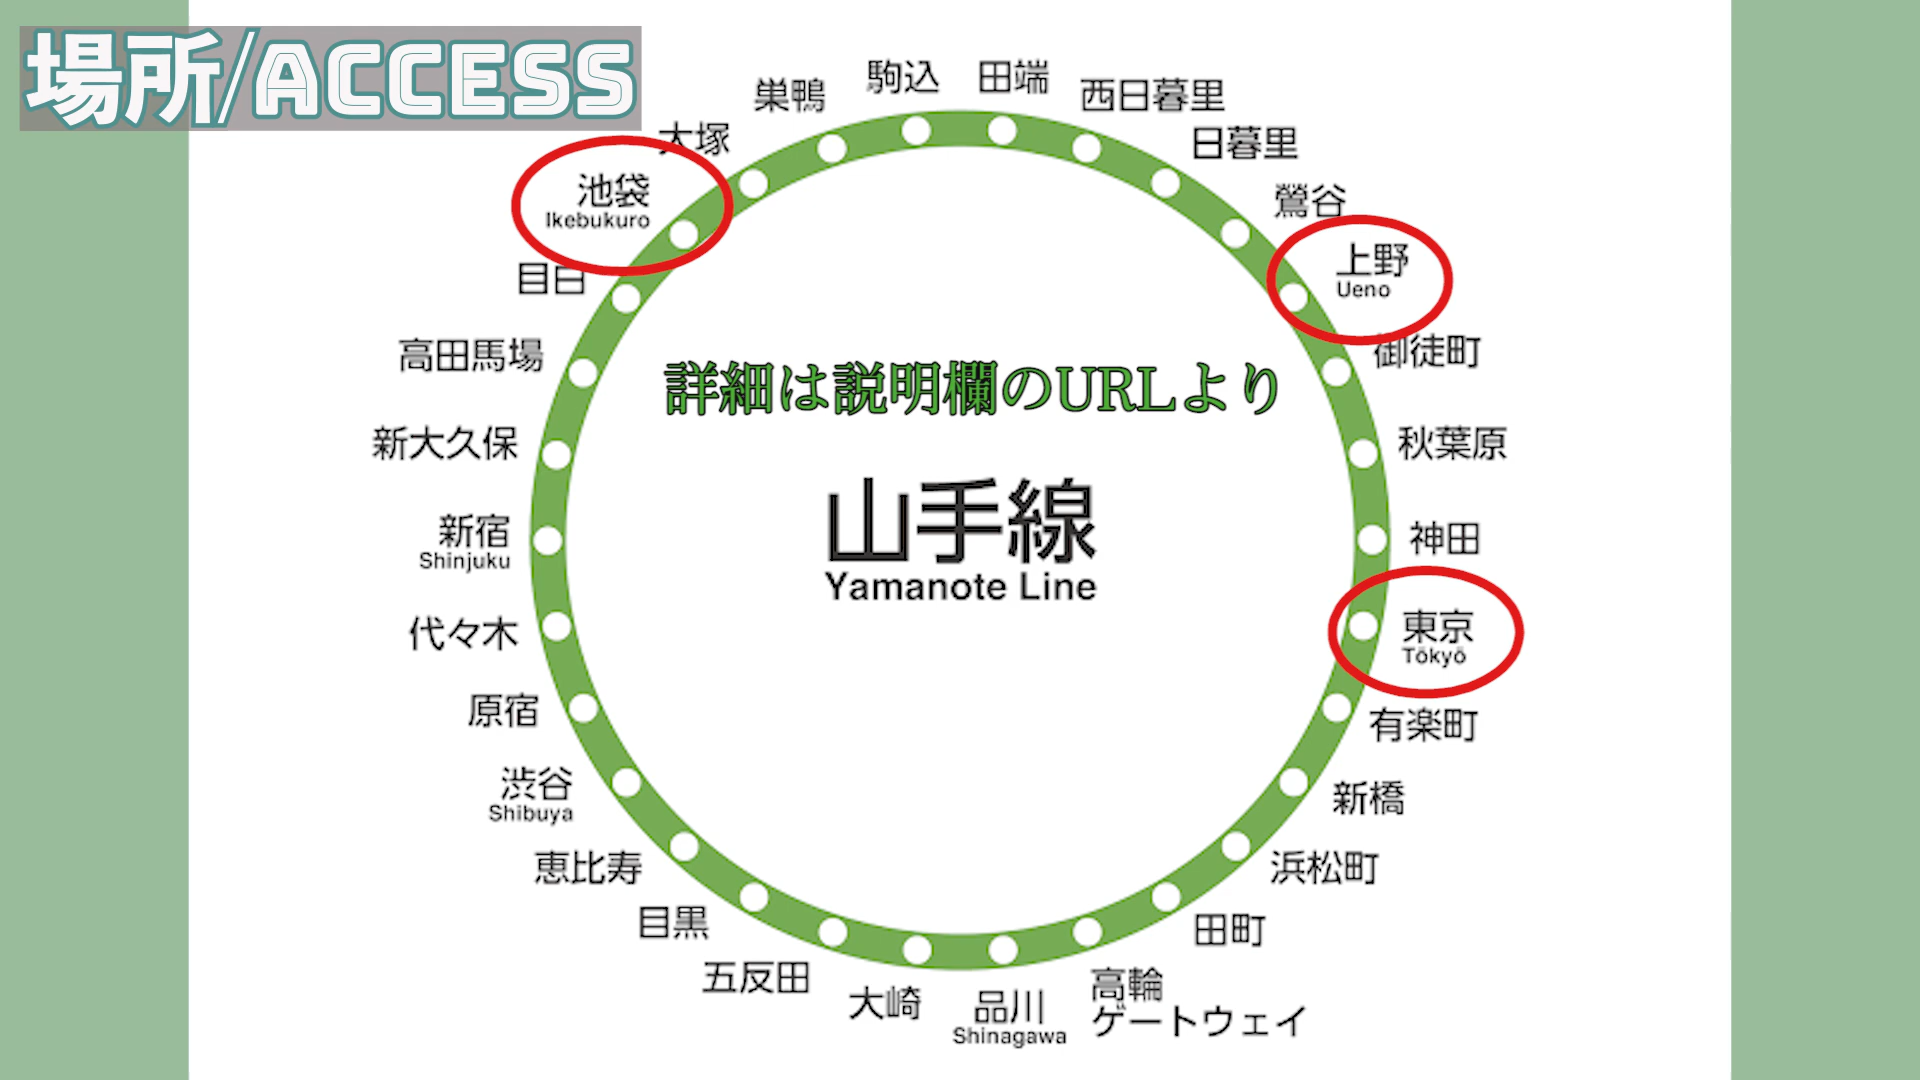 場所/ACCESS
駒込
田端
巣鴨
西日暮里
大塚
日暮里
池袋
Ikebukuro
鶯谷
上野
Ueno
目白
御徒町
高田馬場
詳細は説明欄のURLより
新大久保
秋葉原
山手線
Yamanote Line
新宿
Shinjuku
神田
代々木
東京
Tōkyō
原宿
有楽町
渋谷
Shibuya
新橋
恵比寿
浜松町
目黒
田町
五反田
大崎
品川
Shinagawa
高輪
ゲートウェイ